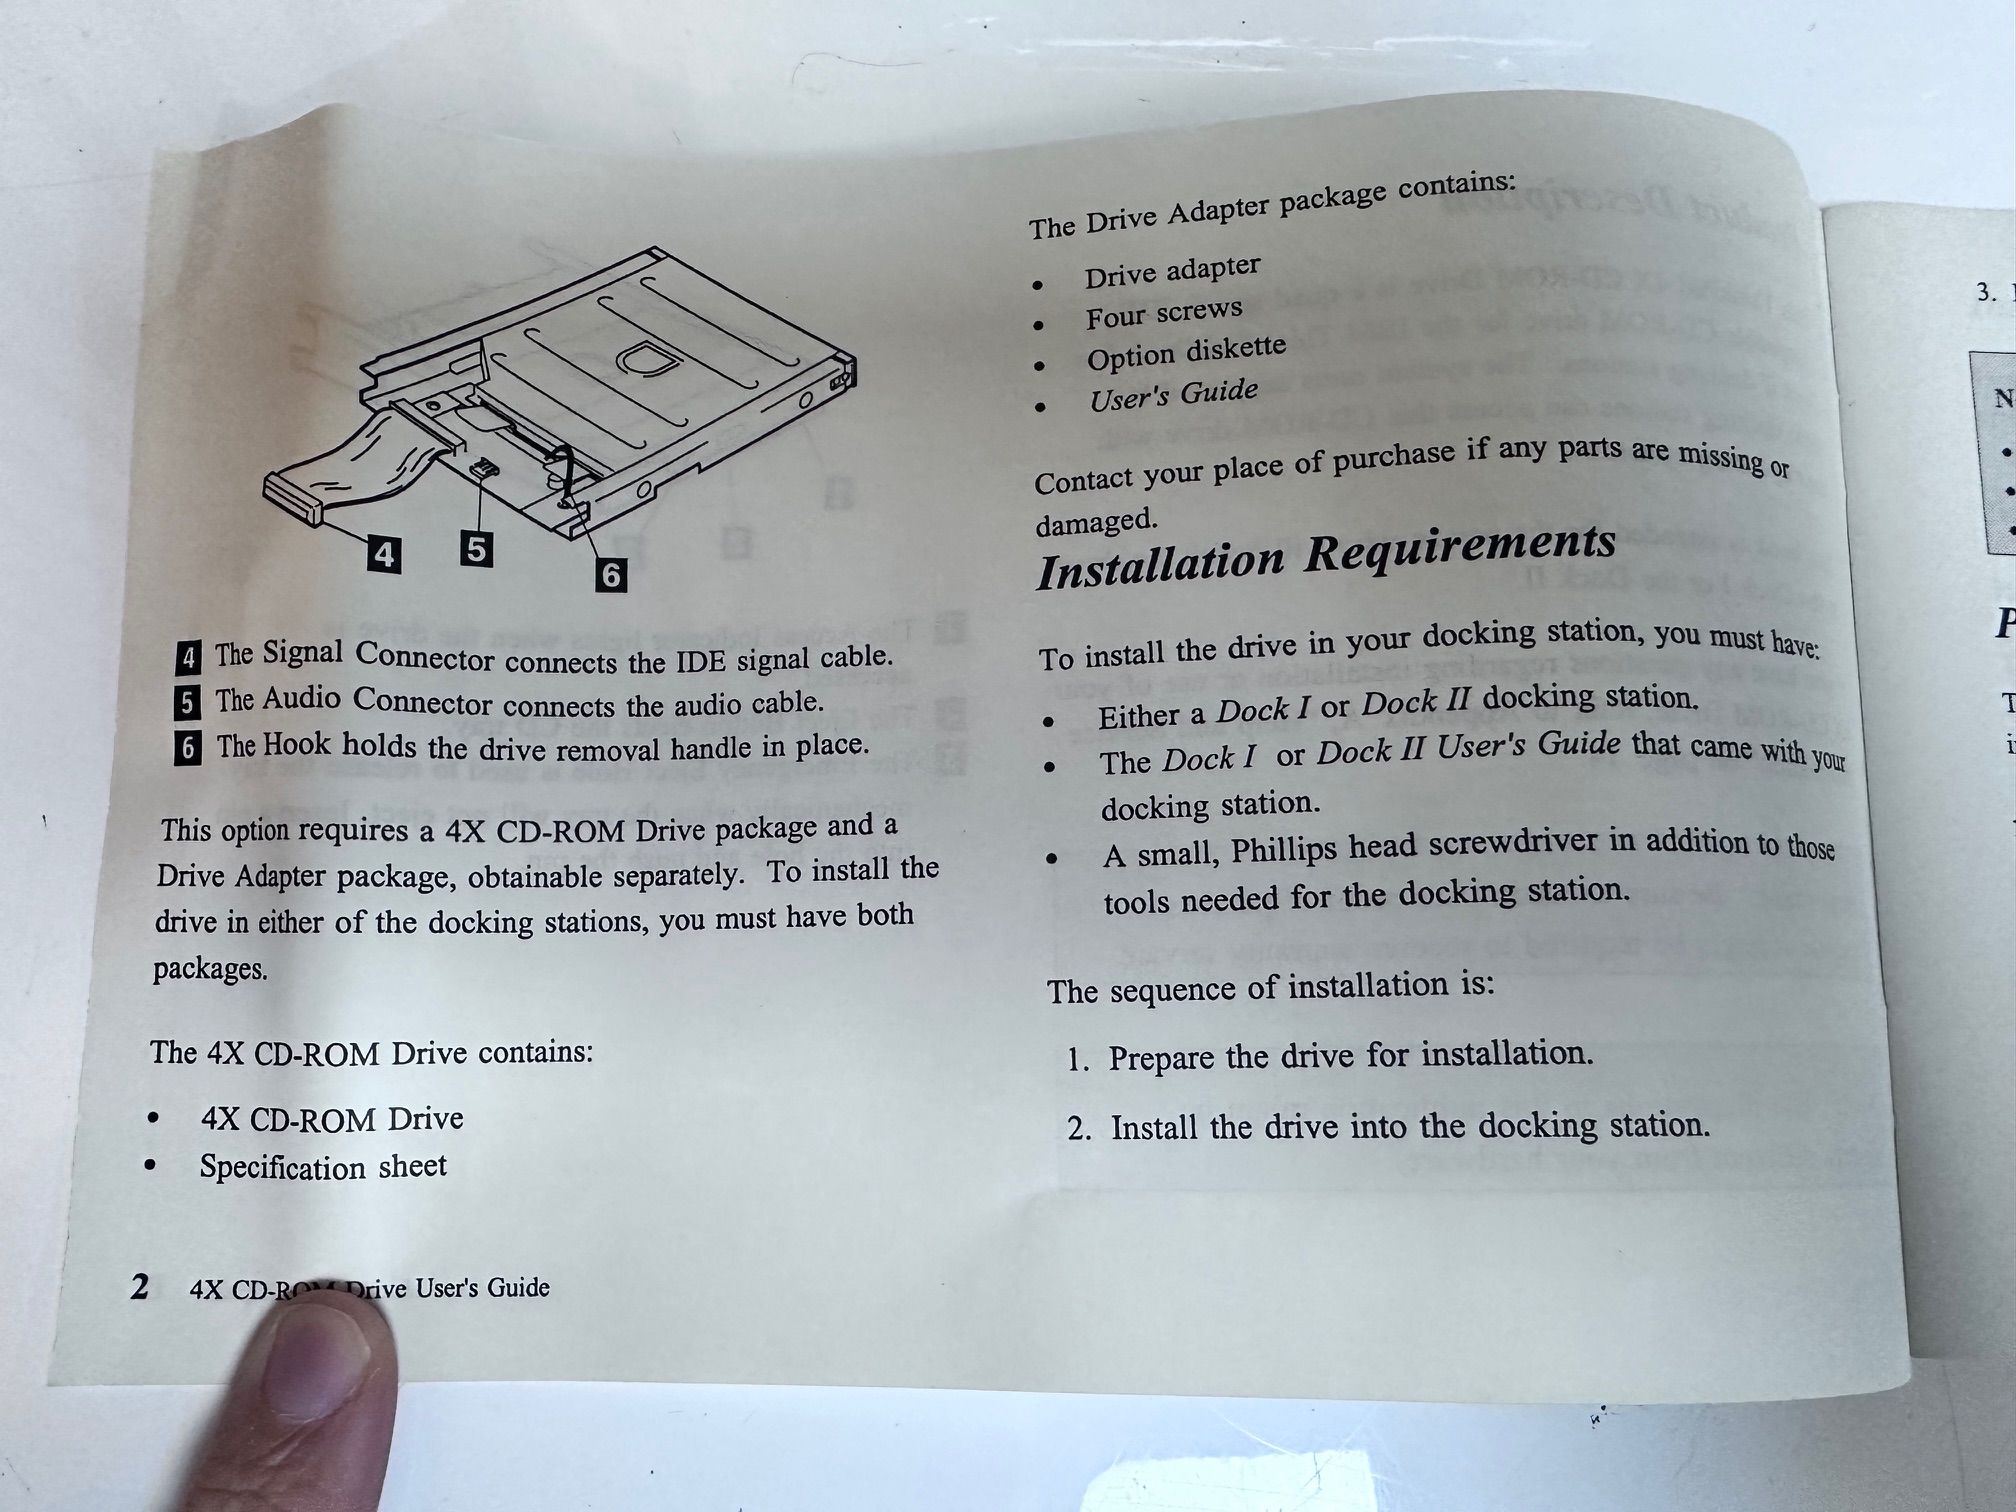 4
5
6
4 The Signal Connector connects the IDE signal cable.
5 The Audio Connector connects the audio cable.
6 The Hook holds the drive removal handle in place.
This option requires a 4X CD-ROM Drive package and a
Drive Adapter package, obtainable separately. To install the
drive in either of the docking stations, you must have both
packages.
The 4X CD-ROM Drive contains:
• 4X CD-ROM Drive
• Specification sheet
2 4X CD-ROM Drive User's Guide
The Drive Adapter package contains:
• Drive adapter
• Four screws
• Option diskette
• User's Guide
Contact your place of purchase if any parts are missing or
damaged.
Installation Requirements
To install the drive in your docking station, you must have:
• Either a Dock I or Dock II docking station.
• The Dock I or Dock II User's Guide that came with your
docking station.
• A small, Phillips head screwdriver in addition to those
tools needed for the docking station.
The sequence of installation is:
1. Prepare the drive for installation.
2. Install the drive into the docking station.
3.